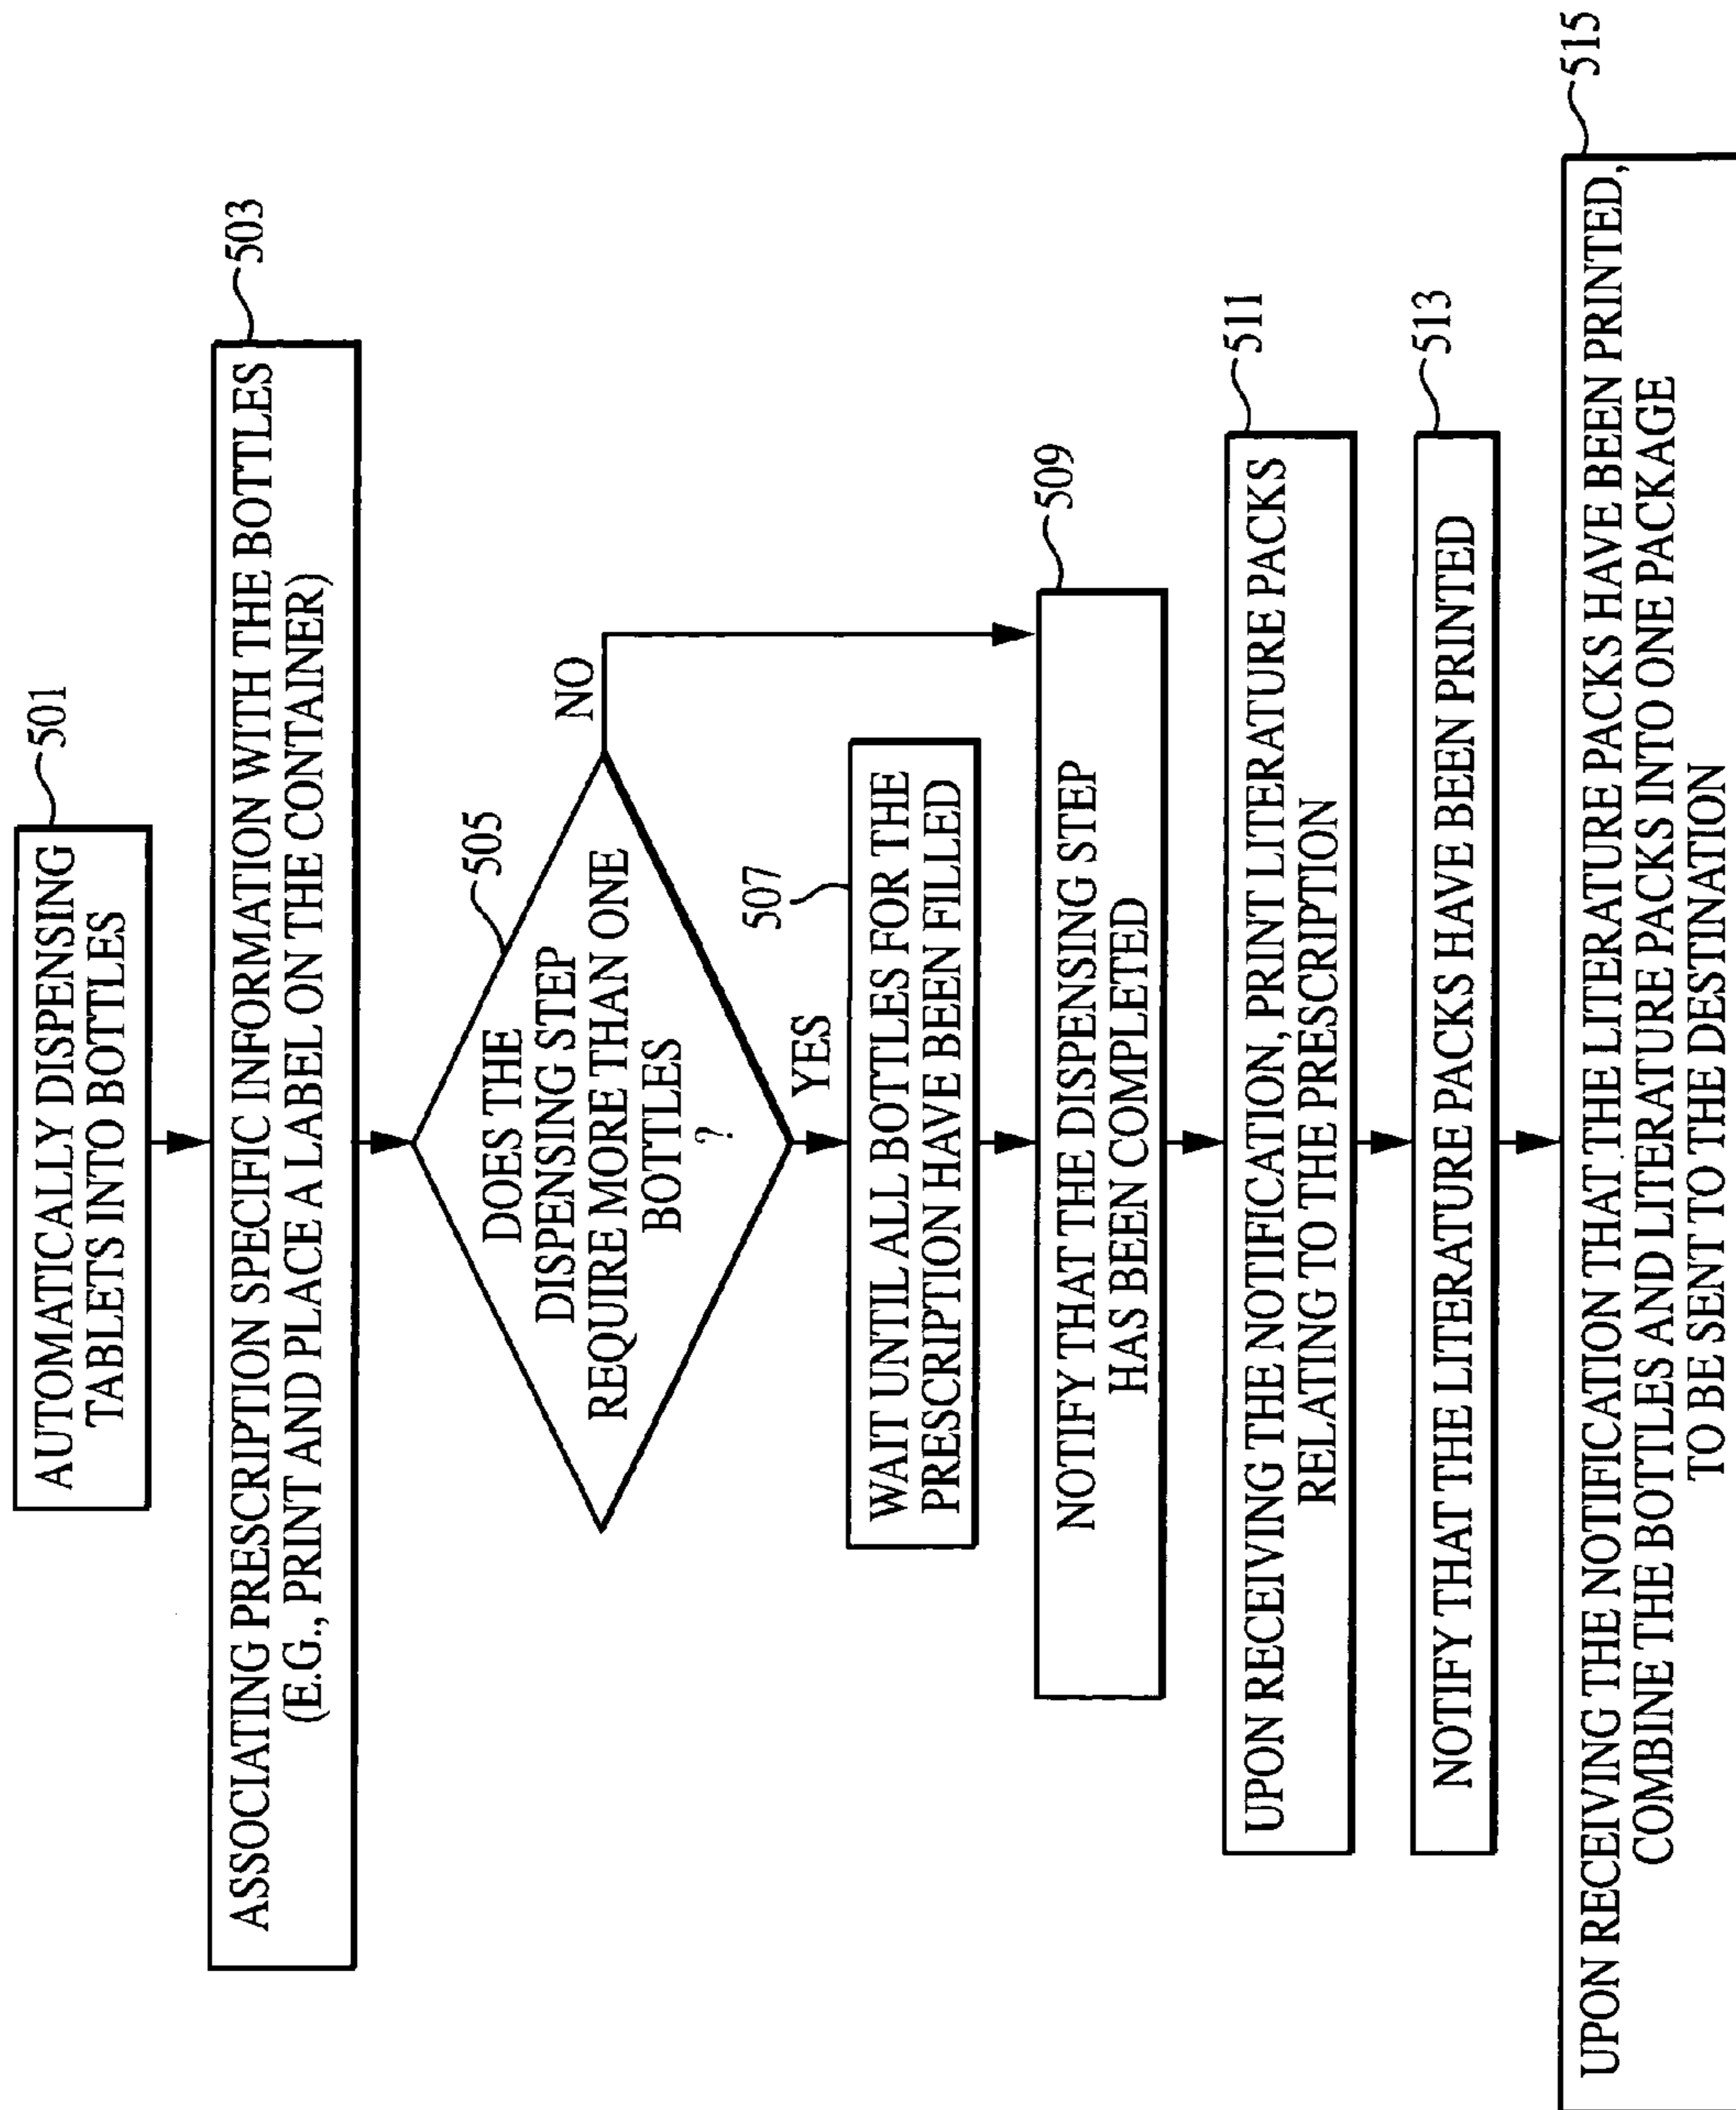 AUTOMATICALLY DISPENSING
TABLETS INTO BOTTLES
501
ASSOCIATING PRESCRIPTION SPECIFIC INFORMATION WITH THE BOTTLES
(E.G., PRINT AND PLACE A LABEL ON THE CONTAINER)
503
DOES THE
DISPENSING STEP
REQUIRE MORE THAN ONE
BOTTLES
?
505
NO
YES
507
WAIT UNTIL ALL BOTTLES FOR THE
PRESCRIPTION HAVE BEEN FILLED
NOTIFY THAT THE DISPENSING STEP
HAS BEEN COMPLETED
509
UPON RECEIVING THE NOTIFICATION, PRINT LITERATURE PACKS
RELATING TO THE PRESCRIPTION
511
NOTIFY THAT THE LITERATURE PACKS HAVE BEEN PRINTED
513
UPON RECEIVING THE NOTIFICATION THAT THE LITERATURE PACKS HAVE BEEN PRINTED,
COMBINE THE BOTTLES AND LITERATURE PACKS INTO ONE PACKAGE
TO BE SENT TO THE DESTINATION
515